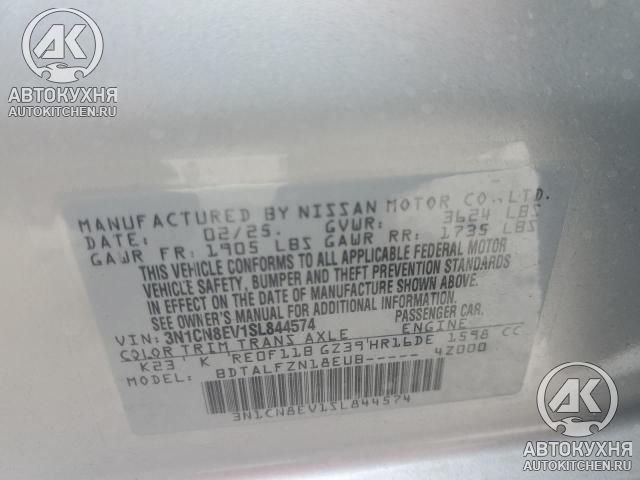 AK
АВТОКУХНЯ
AUTOKITCHEN.RU
MANUFACTURED BY NISSAN MOTOR CO.,LTD.
DATE: 02/25. GVWR: 3624 LBS
GAWR FR: 1905 LBS GAWR RR: 1735 LBS
THIS VEHICLE CONFORMS TO ALL APPLICABLE FEDERAL MOTOR
VEHICLE SAFETY, BUMPER AND THEFT PREVENTION STANDARDS
IN EFFECT ON THE DATE OF MANUFACTURE SHOWN ABOVE.
SEE OWNER'S MANUAL FOR ADDITIONAL INFORMATION
VIN: 3N1CN8EV1SL844574 PASSENGER CAR.
COLOR TRIM TRANS AXLE ENGINE
K23 K RE0F11B GZ39 HR16DE 1598 CC
MODEL: BDTALFZN18EUB----- 4Z000
3N1CN8EV1SL844574
AK
АВТОКУХНЯ
AUTOKITCHEN.RU